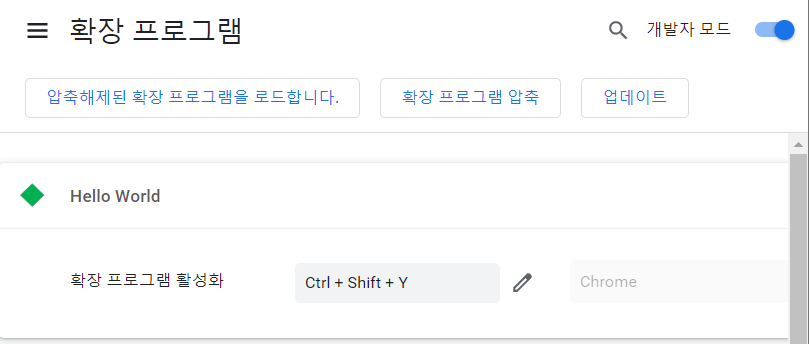 확장 프로그램
개발자 모드
압축해제된 확장 프로그램을 로드합니다.
확장 프로그램 압축
업데이트
Hello World
확장 프로그램 활성화
Ctrl + Shift + Y
Chrome